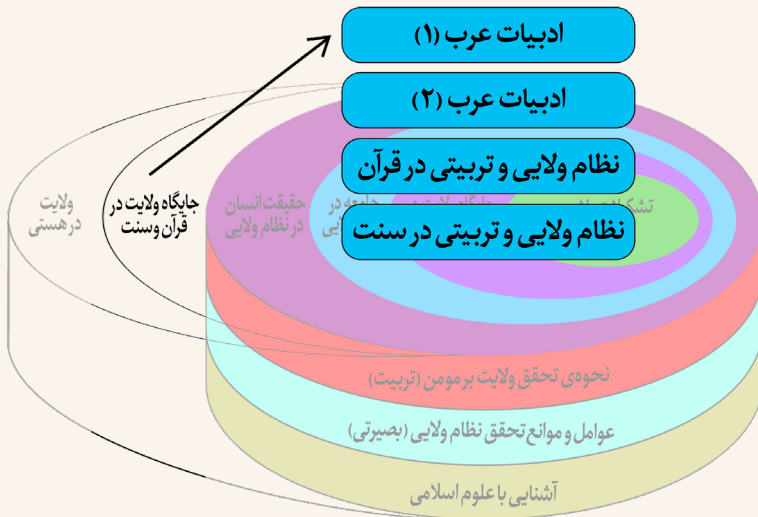 ادبیات عرب (۱)
ادبیات عرب (۲)
نظام ولایی و تربیتی در قرآن
نظام ولایی و تربیتی در سنت
ولایت
در هستی
جایگاه ولایت در
قرآن و سنت
حقیقت انسان
در نظام ولایی
جامعه در
نحوه‌ی تحقق ولایت بر مومن (تربیت)
عوامل و موانع تحقق نظام ولایی (بصیرتی)
آشنایی با علوم اسلامی